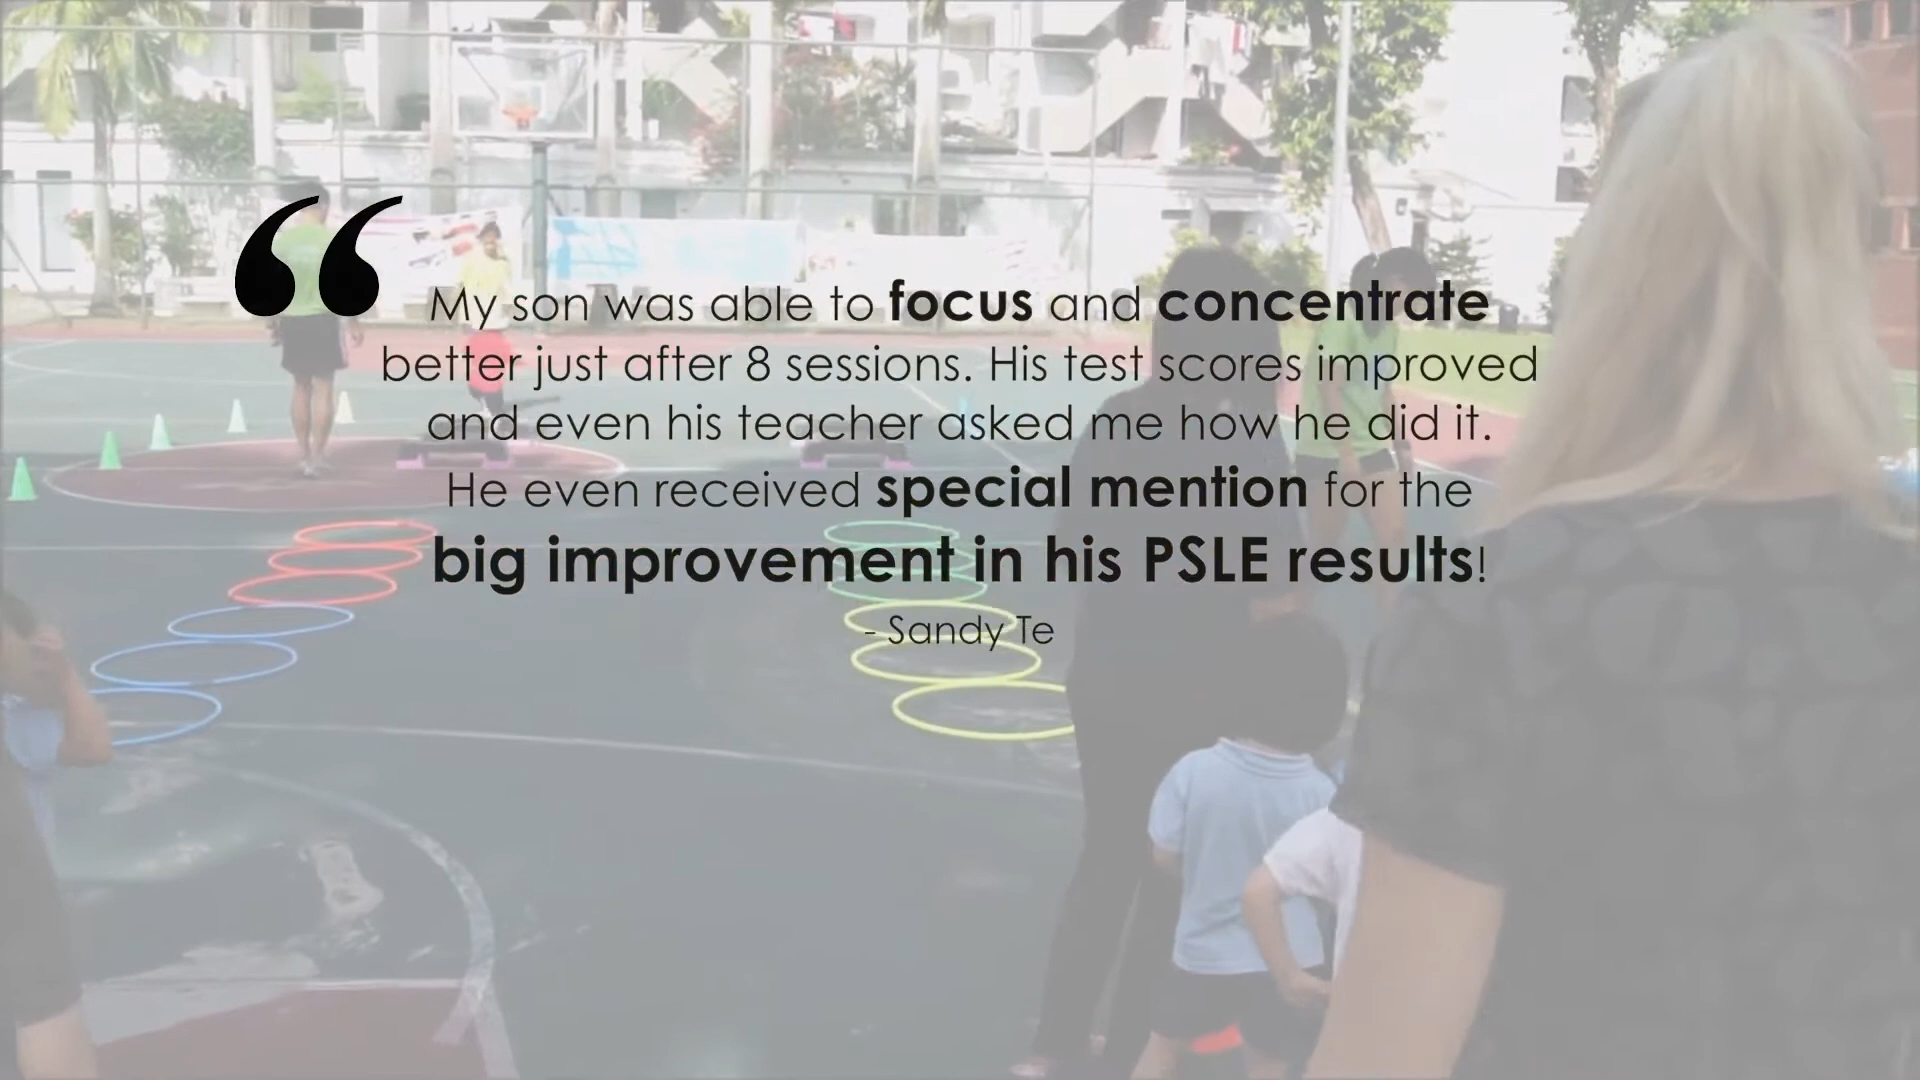 “ My son was able to focus and concentrate
better just after 8 sessions. His test scores improved
and even his teacher asked me how he did it.
He even received special mention for the
big improvement in his PSLE results!
- Sandy Te